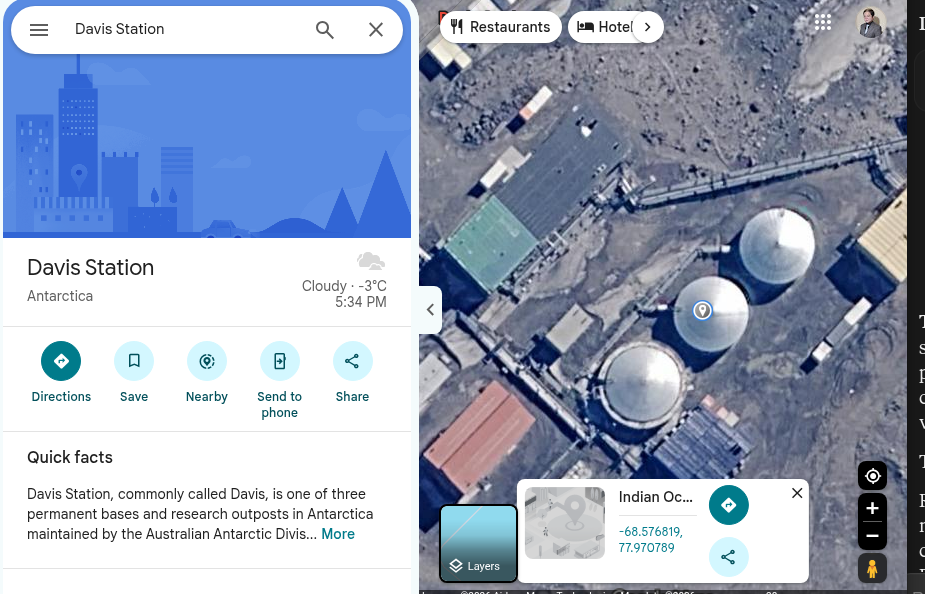 Davis Station
Restaurants
Hotel
Davis Station
Antarctica
Cloudy · -3°C
5:34 PM
Directions
Save
Nearby
Send to
phone
Share
Quick facts
Davis Station, commonly called Davis, is one of three
permanent bases and research outposts in Antarctica
maintained by the Australian Antarctic Divis... More
Indian Oc...
-68.576819,
77.970789
Layers